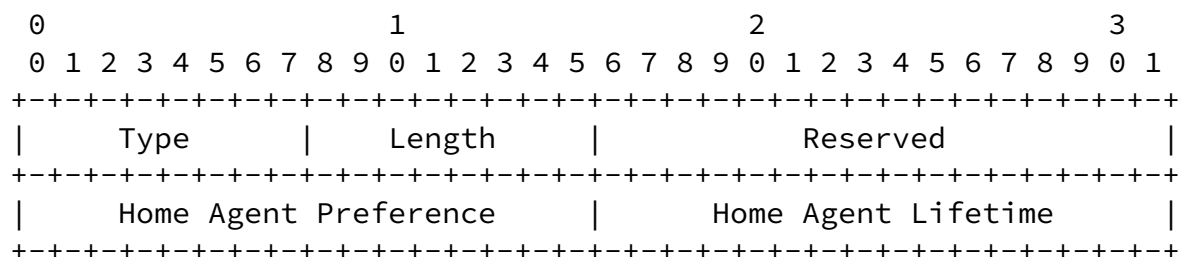 0                   1                   2                   3
 0 1 2 3 4 5 6 7 8 9 0 1 2 3 4 5 6 7 8 9 0 1 2 3 4 5 6 7 8 9 0 1
+-+-+-+-+-+-+-+-+-+-+-+-+-+-+-+-+-+-+-+-+-+-+-+-+-+-+-+-+-+-+-+-+
|     Type      |    Length     |           Reserved            |
+-+-+-+-+-+-+-+-+-+-+-+-+-+-+-+-+-+-+-+-+-+-+-+-+-+-+-+-+-+-+-+-+
|     Home Agent Preference     |      Home Agent Lifetime      |
+-+-+-+-+-+-+-+-+-+-+-+-+-+-+-+-+-+-+-+-+-+-+-+-+-+-+-+-+-+-+-+-+